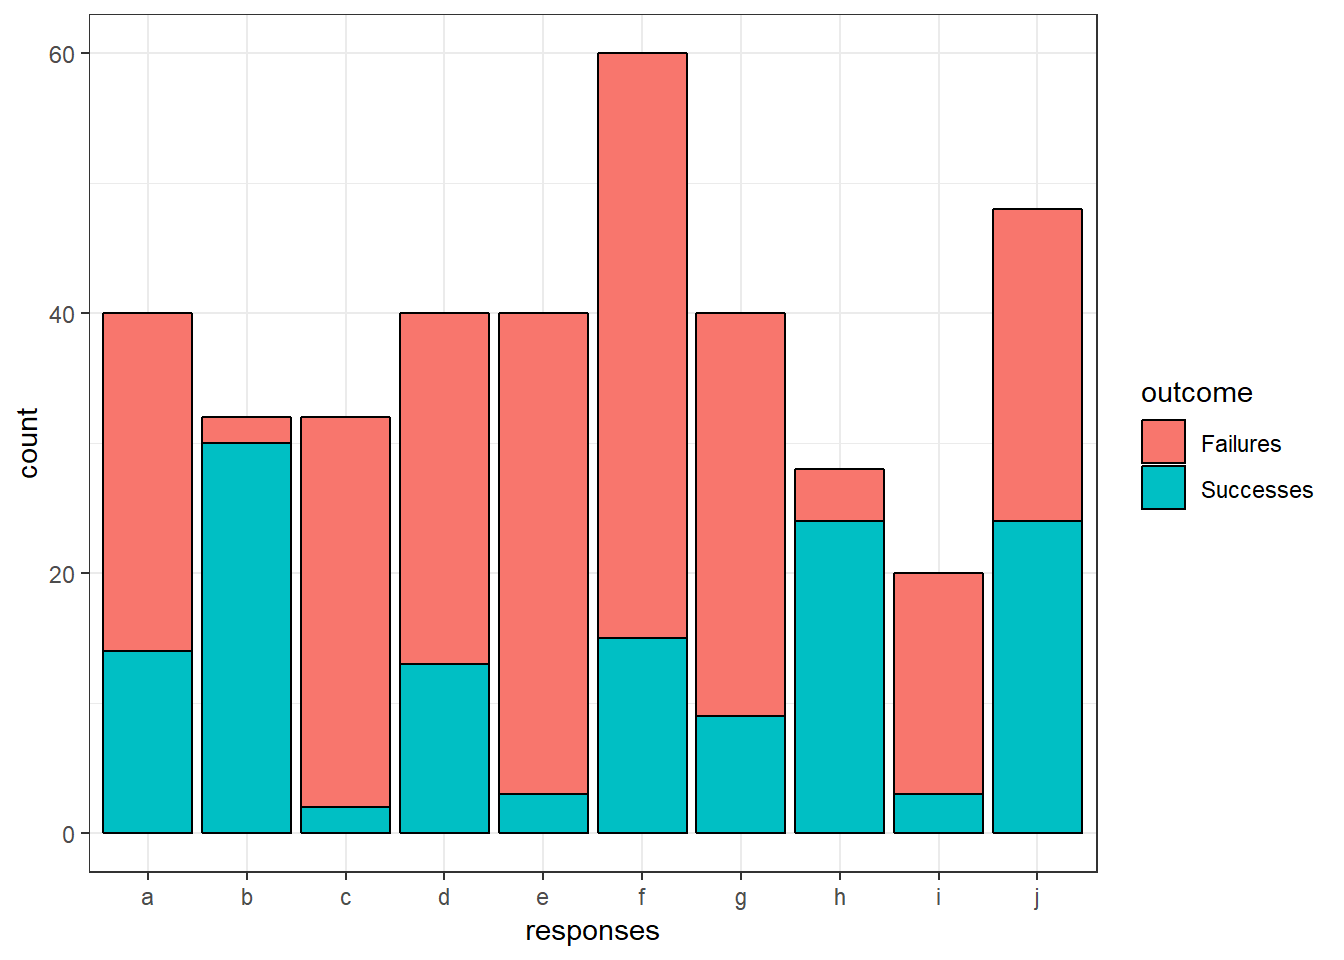 60
40
20
0
count
a b c d e f g h i j
responses
outcome
Failures
Successes